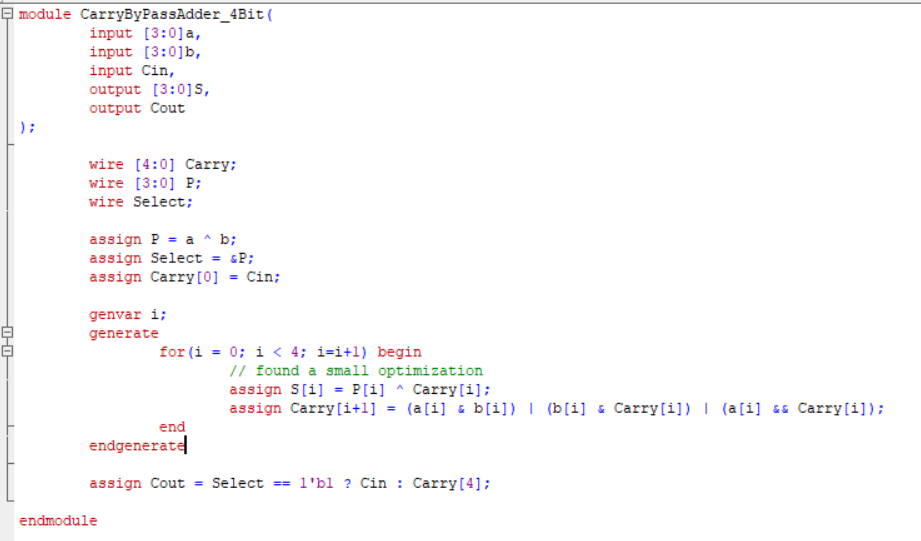 module CarryByPassAdder_4Bit(
input [3:0]a,
input [3:0]b,
input Cin,
output [3:0]S,
output Cout
);
wire [4:0] Carry;
wire [3:0] P;
wire Select;
assign P = a ^ b;
assign Select = &P;
assign Carry[0] = Cin;
genvar i;
generate
for(i = 0; i < 4; i=i+1) begin
// found a small optimization
assign S[i] = P[i] ^ Carry[i];
assign Carry[i+1] = (a[i] & b[i]) | (b[i] & Carry[i]) | (a[i] && Carry[i]);
end
endgenerate
assign Cout = Select == 1'b1 ? Cin : Carry[4];
endmodule